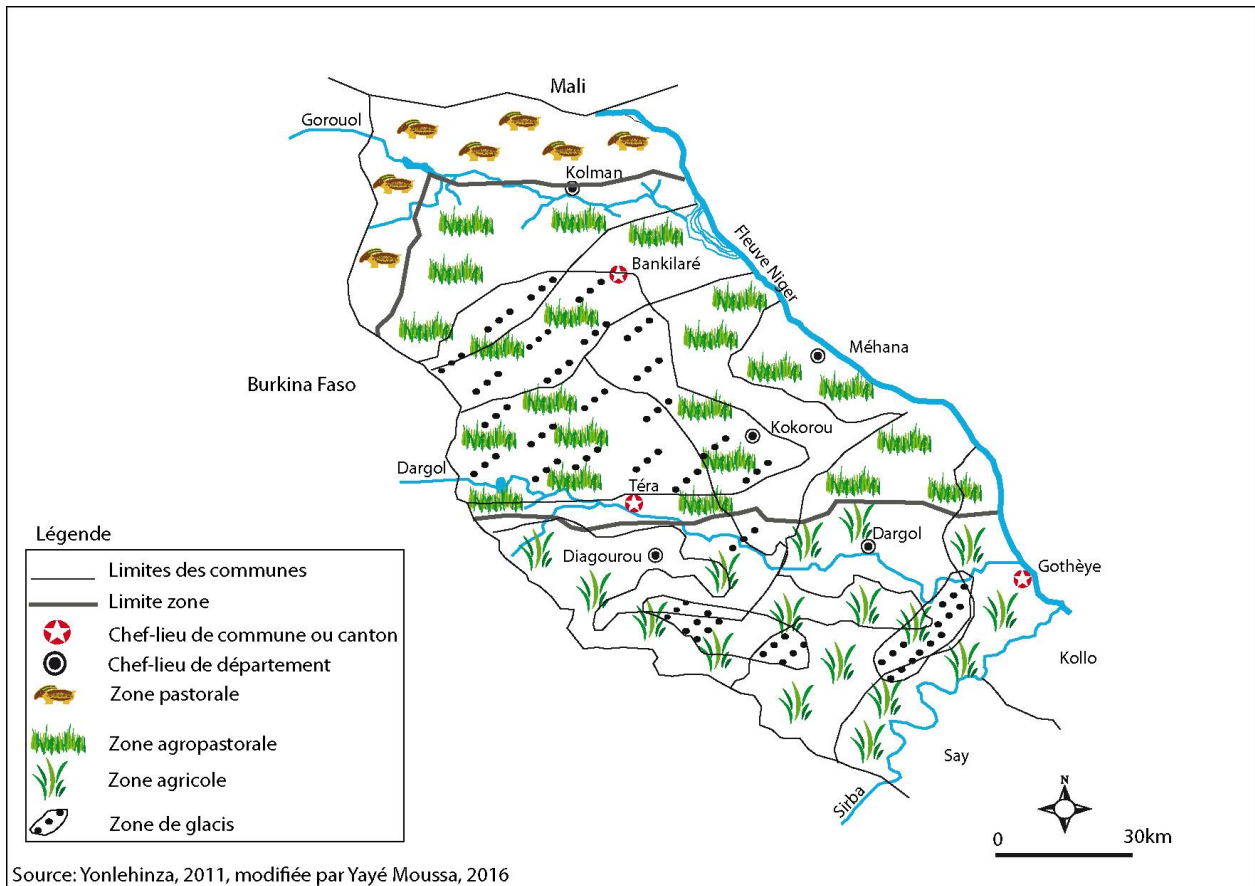 Mali
Gorouol
Kolman
Fleuve Niger
Bankilaré
Méhana
Burkina Faso
Kokorou
Dargol
Téra
Dargol
Diagourou
Gothèye
Kollo
Say
Sirba
Légende
Limites des communes
Limite zone
Chef-lieu de commune ou canton
Chef-lieu de département
Zone pastorale
Zone agropastorale
Zone agricole
Zone de glacis
N
0 30km
Source: Yonlehinza, 2011, modifiée par Yayé Moussa, 2016